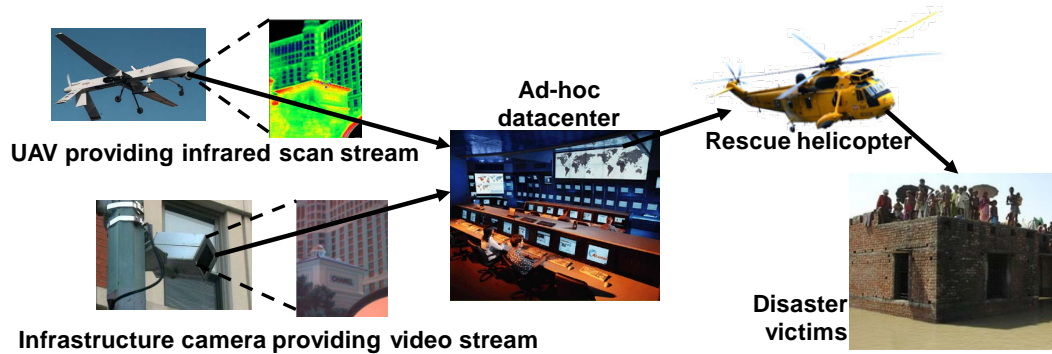 Ad-hoc
datacenter
Rescue helicopter
UAV providing infrared scan stream
Disaster
victims
Infrastructure camera providing video stream